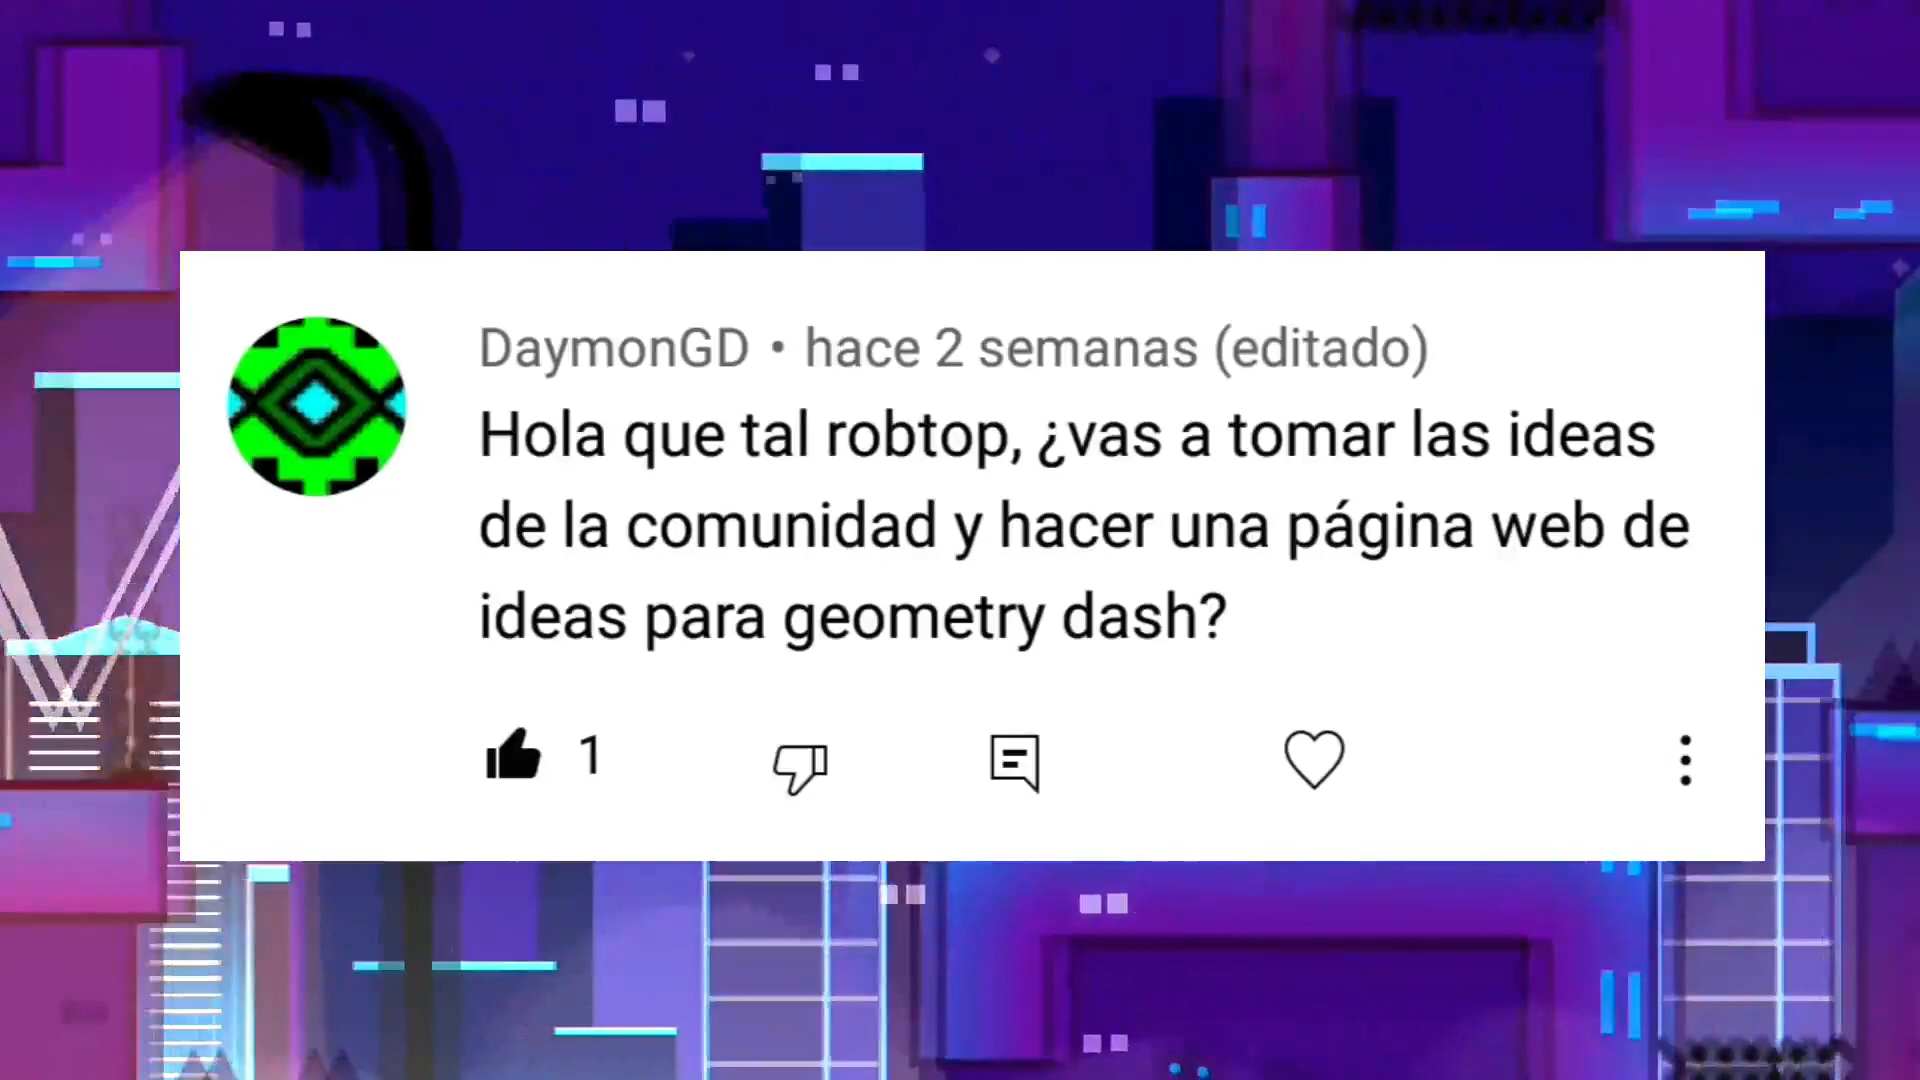 DaymonGD • hace 2 semanas (editado)
Hola que tal robtop, ¿vas a tomar las ideas
de la comunidad y hacer una página web de
ideas para geometry dash?
1